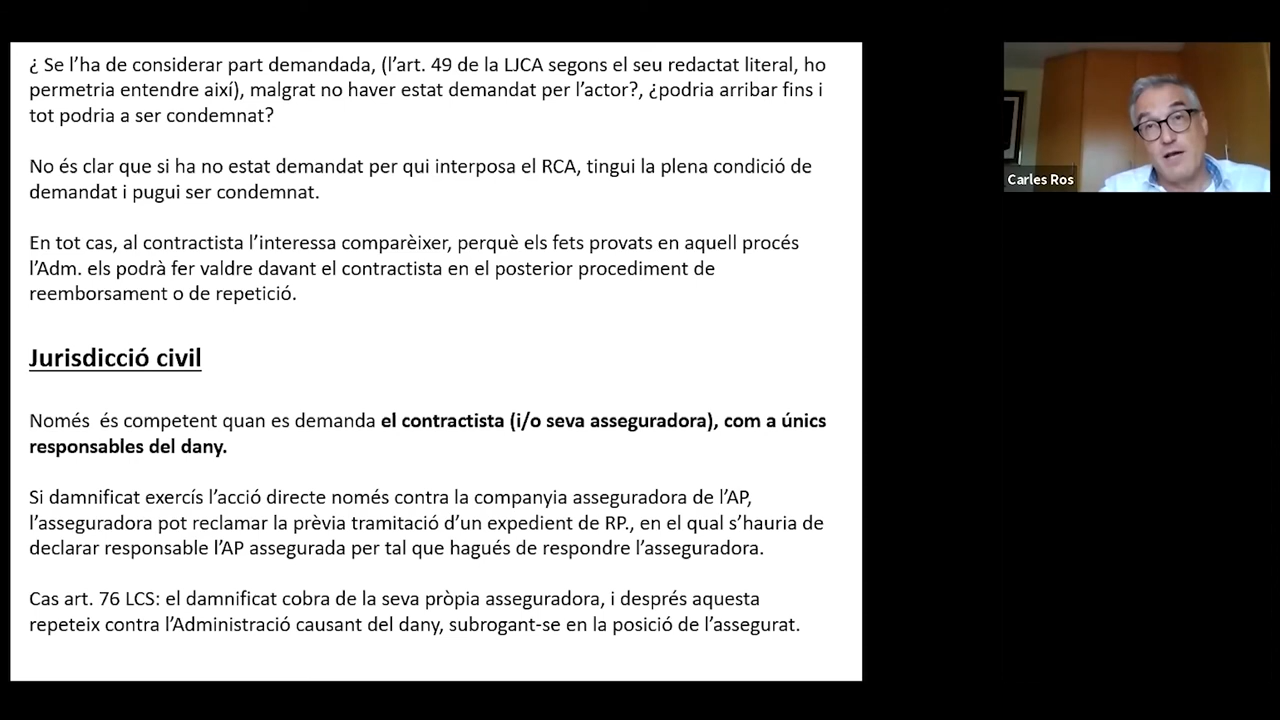 ¿ Se l’ha de considerar part demandada, (l’art. 49 de la LJCA segons el seu redactat literal, ho
permetria entendre així), malgrat no haver estat demandat per l’actor?, ¿podria arribar fins i
tot podria a ser condemnat?
No és clar que si ha no estat demandat per qui interposa el RCA, tingui la plena condició de
demandat i pugui ser condemnat.
En tot cas, al contractista l’interessa comparèixer, perquè els fets provats en aquell procés
l’Adm. els podrà fer valdre davant el contractista en el posterior procediment de
reemborsament o de repetició.
Jurisdicció civil
Només és competent quan es demanda el contractista (i/o seva asseguradora), com a únics
responsables del dany.
Si damnificat exercís l’acció directe només contra la companyia asseguradora de l’AP,
l’asseguradora pot reclamar la prèvia tramitació d’un expedient de RP., en el qual s’hauria de
declarar responsable l’AP assegurada per tal que hagués de respondre l’asseguradora.
Cas art. 76 LCS: el damnificat cobra de la seva pròpia asseguradora, i després aquesta
repeteix contra l’Administració causant del dany, subrogant-se en la posició de l’assegurat.
Carles Ros